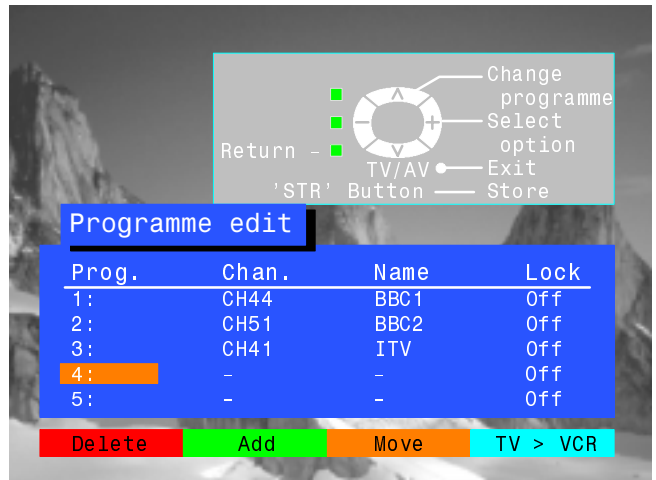 Change
programme
Select
option
Return –
TV/AV
Exit
'STR' Button
Store
Programme edit
Prog. Chan. Name Lock
1: CH44 BBC1 Off
2: CH51 BBC2 Off
3: CH41 ITV Off
4: – – Off
5: – – Off
Delete Add Move TV > VCR